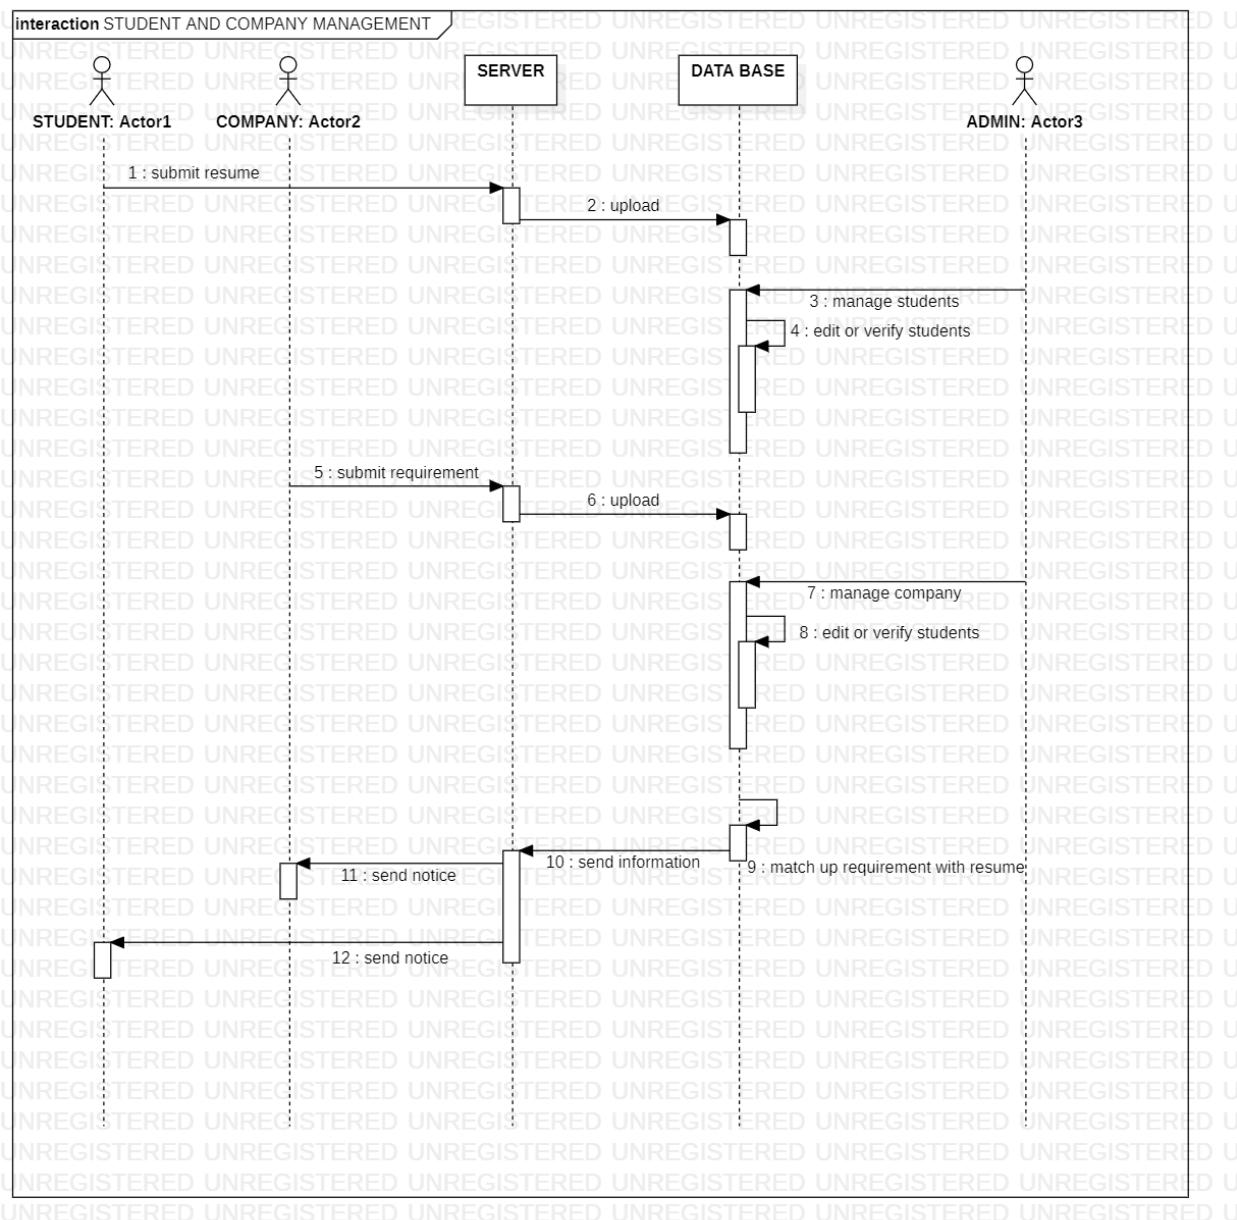 interaction STUDENT AND COMPANY MANAGEMENT
SERVER
DATA BASE
STUDENT: Actor1
COMPANY: Actor2
ADMIN: Actor3
1 : submit resume
2 : upload
3 : manage students
4 : edit or verify students
5 : submit requirement
6 : upload
7 : manage company
8 : edit or verify students
10 : send information
9 : match up requirement with resume
11 : send notice
12 : send notice
UNREGISTERED